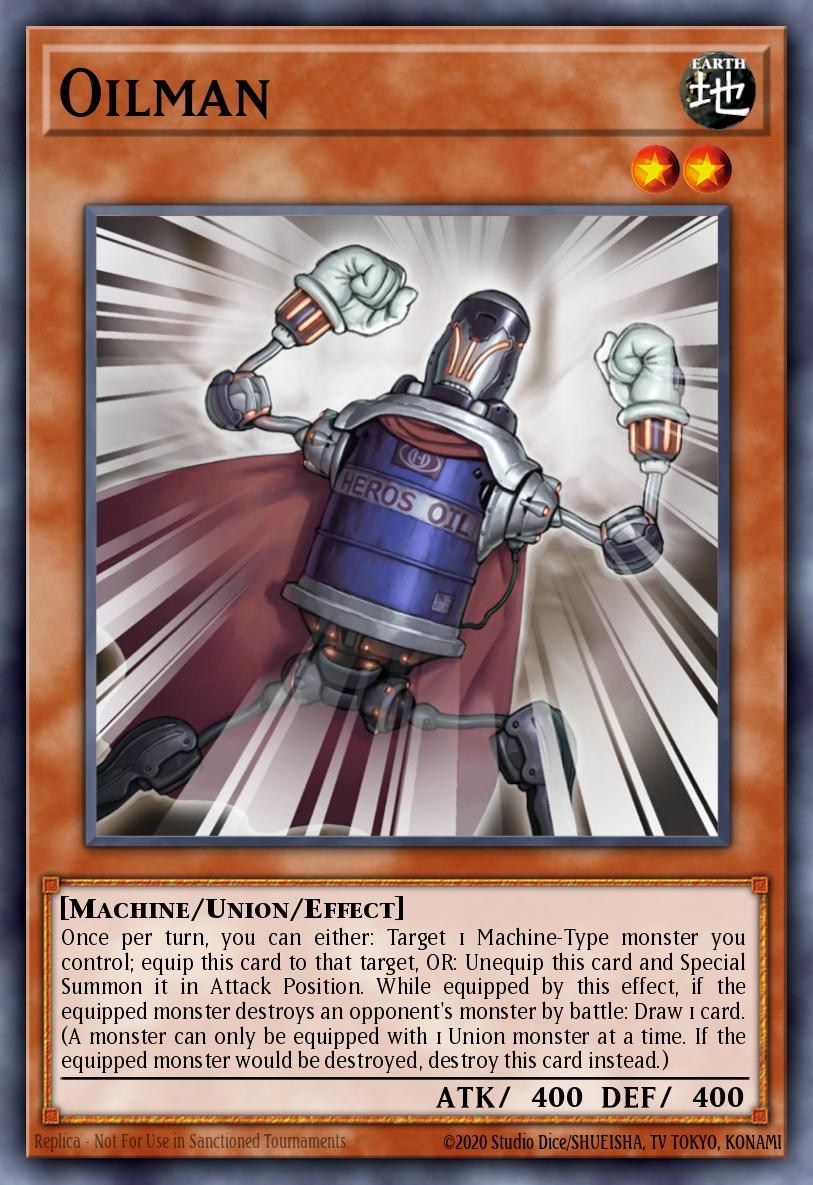 Oilman
EARTH
地
H
HEROS OIL
[Machine/Union/Effect]
Once per turn, you can either: Target 1 Machine-Type monster you
control; equip this card to that target, OR: Unequip this card and Special
Summon it in Attack Position. While equipped by this effect, if the
equipped monster destroys an opponent's monster by battle: Draw 1 card.
(A monster can only be equipped with 1 Union monster at a time. If the
equipped monster would be destroyed, destroy this card instead.)
ATK/ 400 DEF/ 400
Replica - Not For Use in Sanctioned Tournaments.
©2020 Studio Dice/SHUEISHA, TV TOKYO, KONAMI